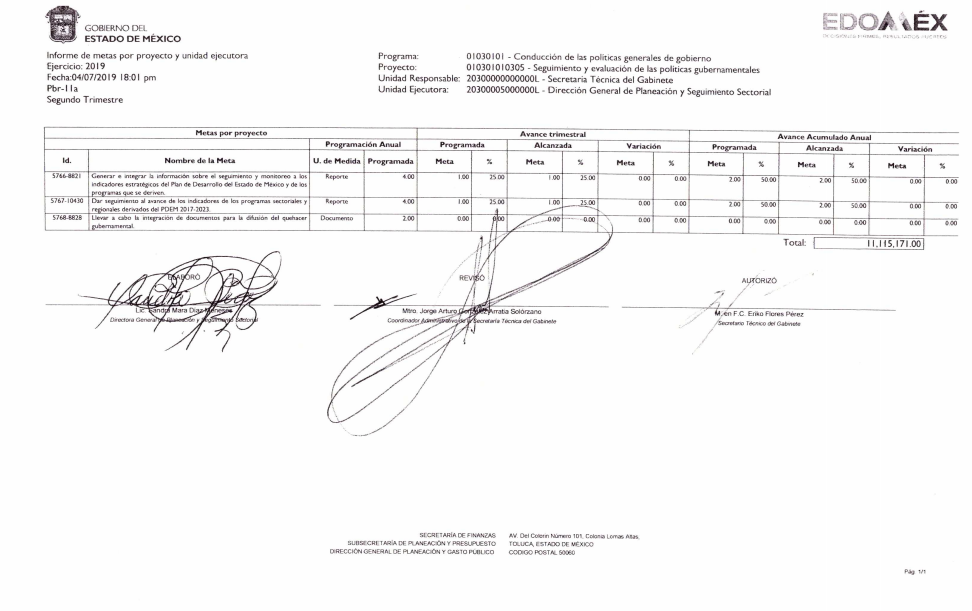 GOBIERNO DEL
ESTADO DE MÉXICO
EDOMÉX
DECISIONES FIRMES, RESULTADOS FUERTES
Informe de metas por proyecto y unidad ejecutora
Ejercicio: 2019
Fecha:04/07/2019 18:01 pm
Pbr-11a
Segundo Trimestre
Programa: 01030101 - Conducción de las políticas generales de gobierno
Proyecto: 010301010305 - Seguimiento y evaluación de las políticas gubernamentales
Unidad Responsable: 20300000000000L - Secretaría Técnica del Gabinete
Unidad Ejecutora: 20300005000000L - Dirección General de Planeación y Seguimiento Sectorial
Metas por proyecto Avance trimestral Avance Acumulado Anual
Programación Anual Programada Alcanzada Variación Programada Alcanzada Variación
Id. Nombre de la Meta U. de Medida Programada Meta % Meta % Meta % Meta % Meta % Meta %
5766-8821 Generar e integrar la información sobre el seguimiento y monitoreo a los Reporte 4.00 1.00 25.00 1.00 25.00 0.00 0.00 2.00 50.00 2.00 50.00 0.00 0.00
indicadores estratégicos del Plan de Desarrollo del Estado de México y de los
programas que se deriven.
5767-10430 Dar seguimiento al avance de los indicadores de los programas sectoriales y Reporte 4.00 1.00 25.00 1.00 25.00 0.00 0.00 2.00 50.00 2.00 50.00 0.00 0.00
regionales derivados del PDEM 2017-2023.
5768-8828 Llevar a cabo la integración de documentos para la difusión del quehacer Documento 2.00 0.00 0.00 0.00 0.00 0.00 0.00 0.00 0.00 0.00 0.00 0.00 0.00
gubernamental.
Total: 11,115,171.00
ELABORÓ REVISÓ AUTORIZÓ
Lic. Sandra Mara Díaz Meneses Mtro. Jorge Arturo González Arratia Solórzano M. en F.C. Eriko Flores Pérez
Directora General de Planeación y Seguimiento Sectorial Coordinador Administrativo de la Secretaría Técnica del Gabinete Secretario Técnico del Gabinete
SECRETARÍA DE FINANZAS AV. Del Colorín Número 101, Colonia Lomas Altas,
SUBSECRETARÍA DE PLANEACIÓN Y PRESUPUESTO TOLUCA, ESTADO DE MÉXICO
DIRECCIÓN GENERAL DE PLANEACIÓN Y GASTO PÚBLICO CODIGO POSTAL 50060
Pág. 1/1